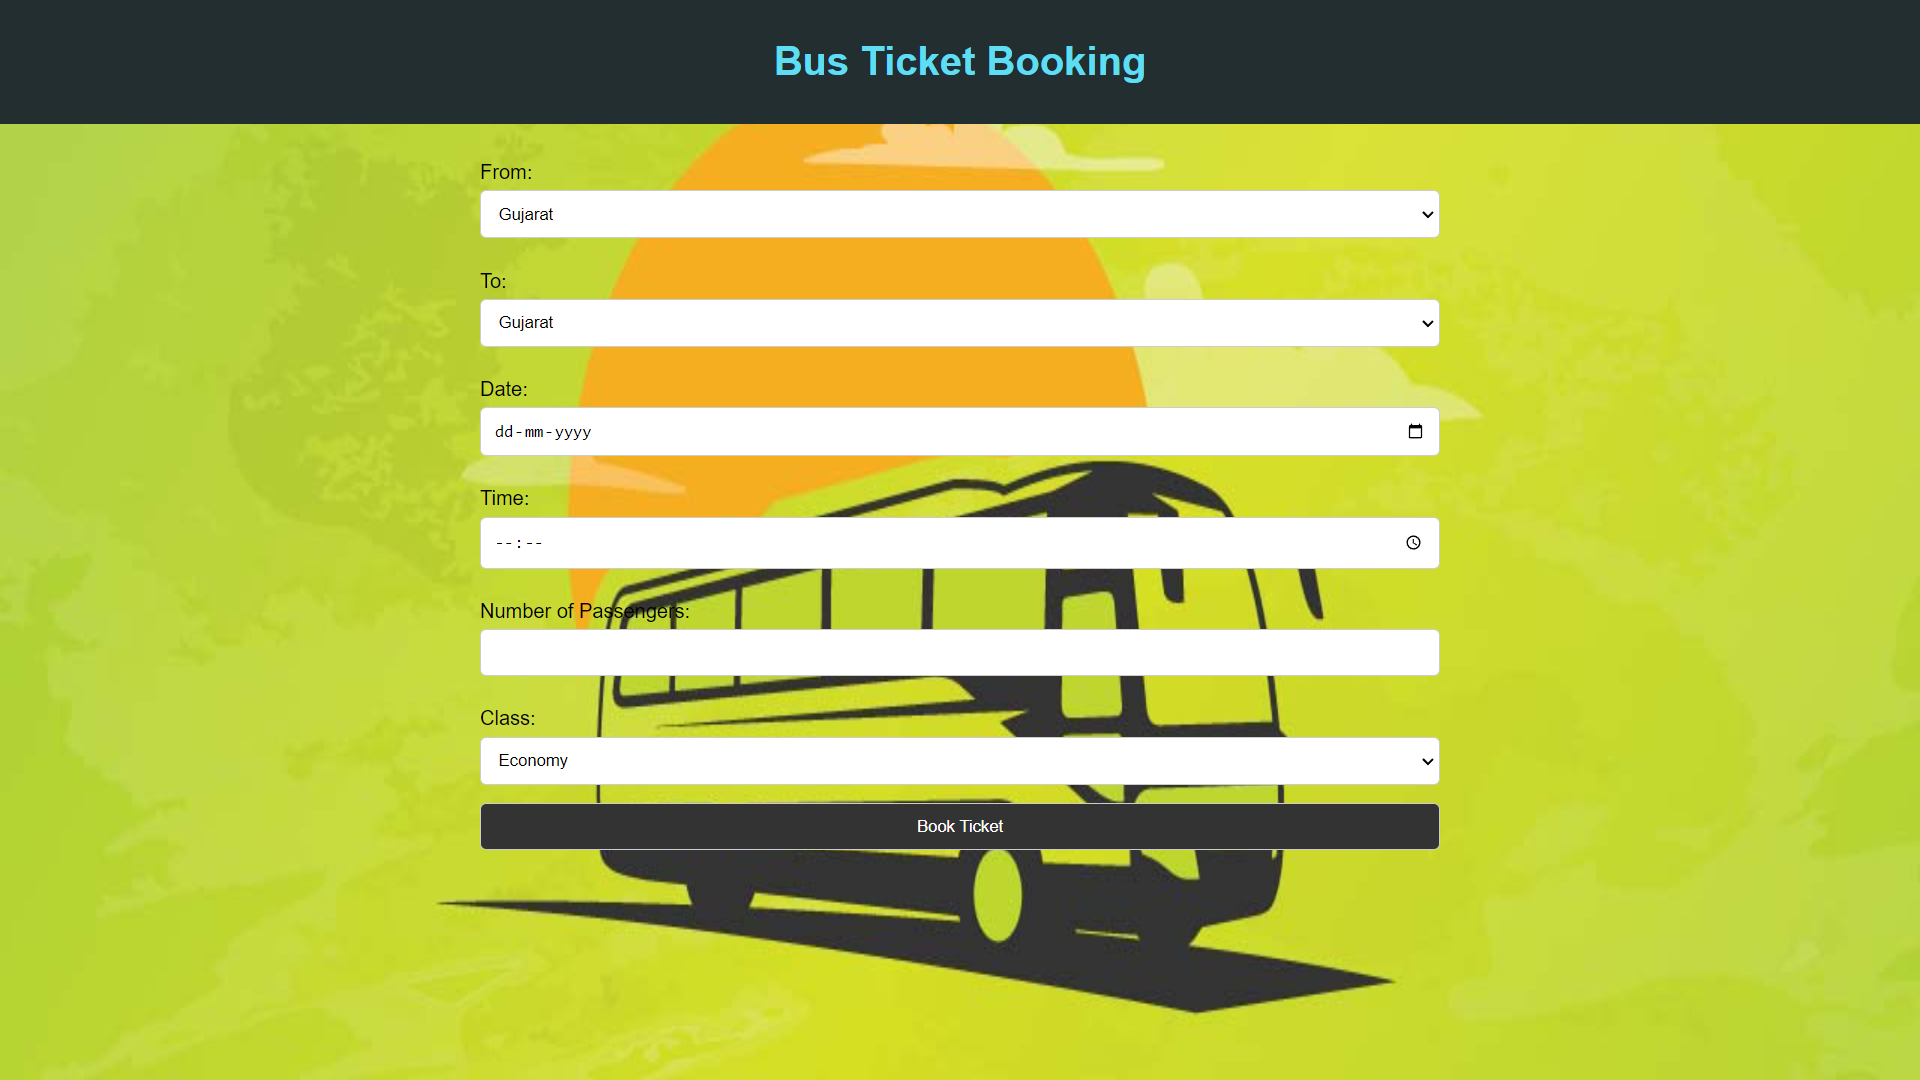 Bus Ticket Booking
From:
Gujarat
To:
Gujarat
Date:
dd-mm-yyyy
Time:
--:--
Number of Passengers:
Class:
Economy
Book Ticket